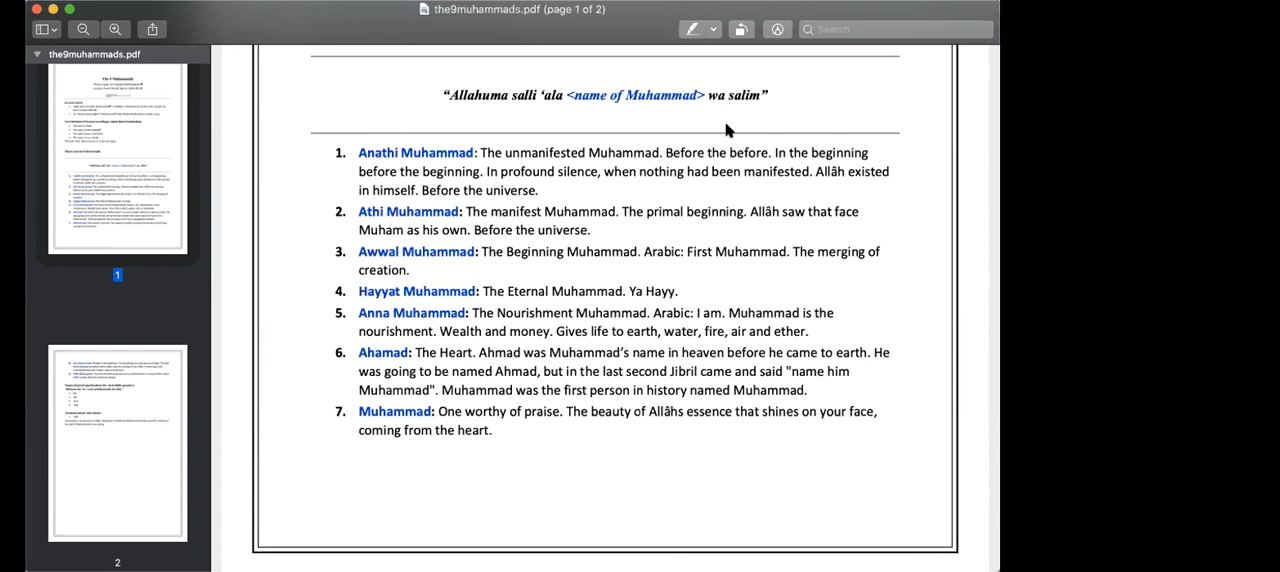 the9muhammads.pdf (page 1 of 2)
Search
the9muhammads.pdf
1
2
“Allahuma salli ‘ala <name of Muhammad> wa salim”
1. Anathi Muhammad: The unmanifested Muhammad. Before the before. In the beginning
before the beginning. In profound silence, when nothing had been manifested. Allâh existed
in himself. Before the universe.
2. Athi Muhammad: The manifest Muhammad. The primal beginning. Allâh saw that face
Muham as his own. Before the universe.
3. Awwal Muhammad: The Beginning Muhammad. Arabic: First Muhammad. The merging of
creation.
4. Hayyat Muhammad: The Eternal Muhammad. Ya Hayy.
5. Anna Muhammad: The Nourishment Muhammad. Arabic: I am. Muhammad is the
nourishment. Wealth and money. Gives life to earth, water, fire, air and ether.
6. Ahamad: The Heart. Ahmad was Muhammad’s name in heaven before he came to earth. He
was going to be named Ahmad, but in the last second Jibril came and said "name him
Muhammad". Muhammad was the first person in history named Muhammad.
7. Muhammad: One worthy of praise. The beauty of Allâhs essence that shines on your face,
coming from the heart.